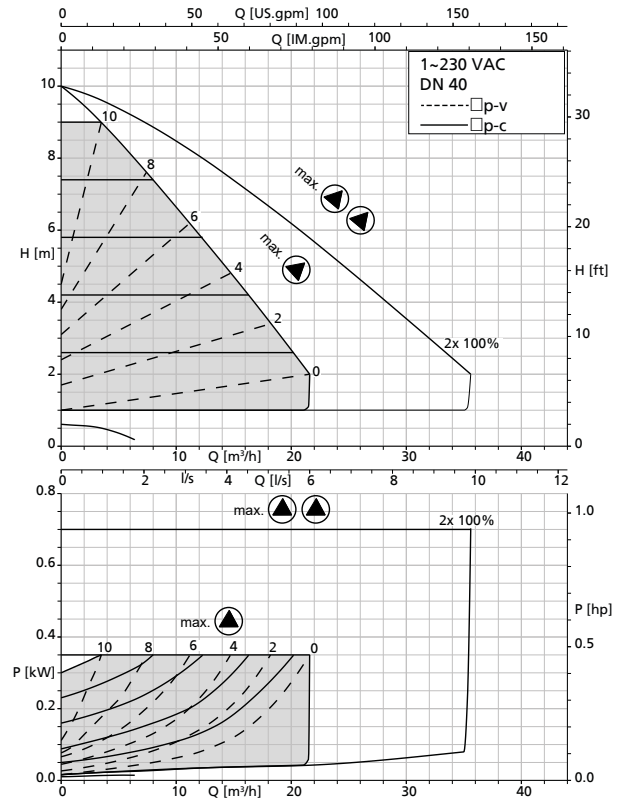 Q [US.gpm]
0 50 100 150
Q [IM.gpm]
0 50 100 150
1~230 VAC
DN 40
□p-v
□p-c
H [m]
10
8
6
4
2
0
H [ft]
30
20
10
0
10
8
6
4
2
0
max.
max.
2x 100%
0 10 20 30 40
Q [m³/h]
0 2 4 6 8 10 12
l/s
Q [l/s]
P [kW]
0.8
0.6
0.4
0.2
0.0
P [hp]
1.0
0.5
0.0
max.
2x 100%
max.
10 8 6 4 2 0
0 10 20 30 40
Q [m³/h]